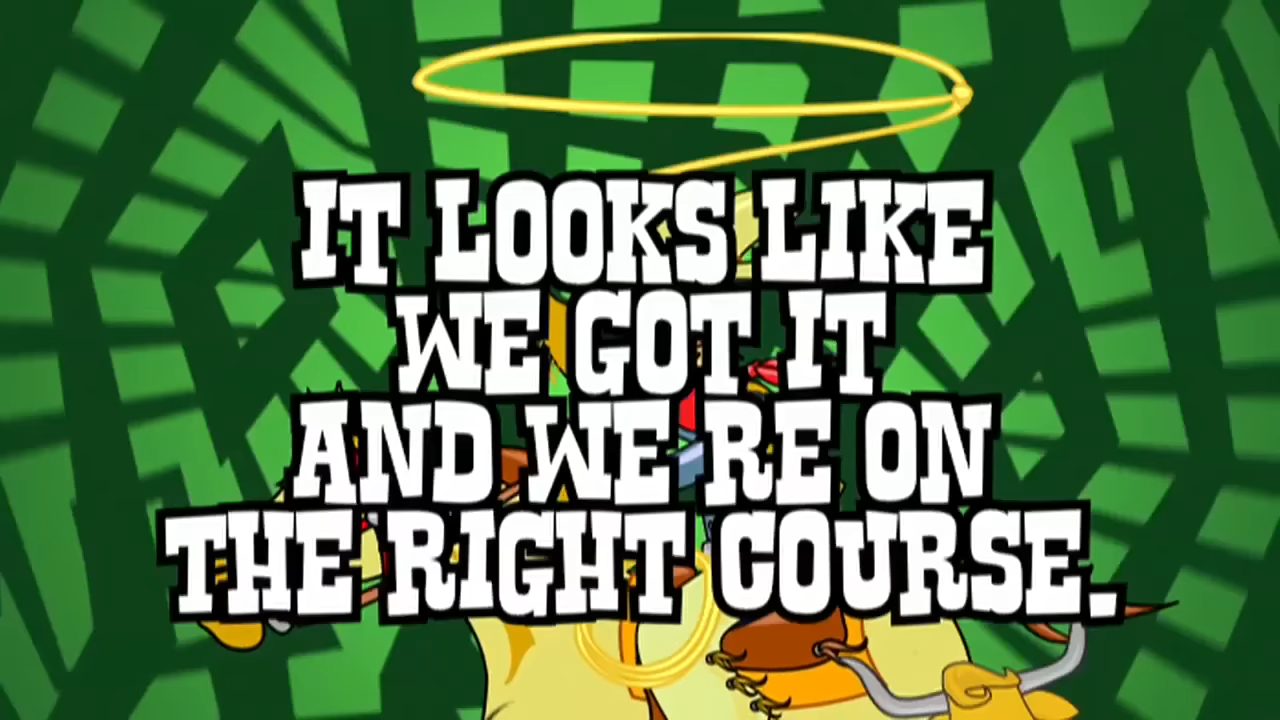 IT LOOKS LIKE
WE GOT IT
AND WE RE ON
THE RIGHT COURSE.